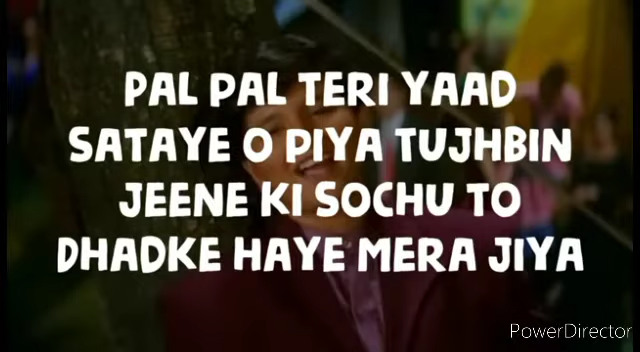 PAL PAL TERI YAAD
SATAYE O PIYA TUJHBIN
JEENE KI SOCHU TO
DHADKE HAYE MERA JIYA
PowerDirector